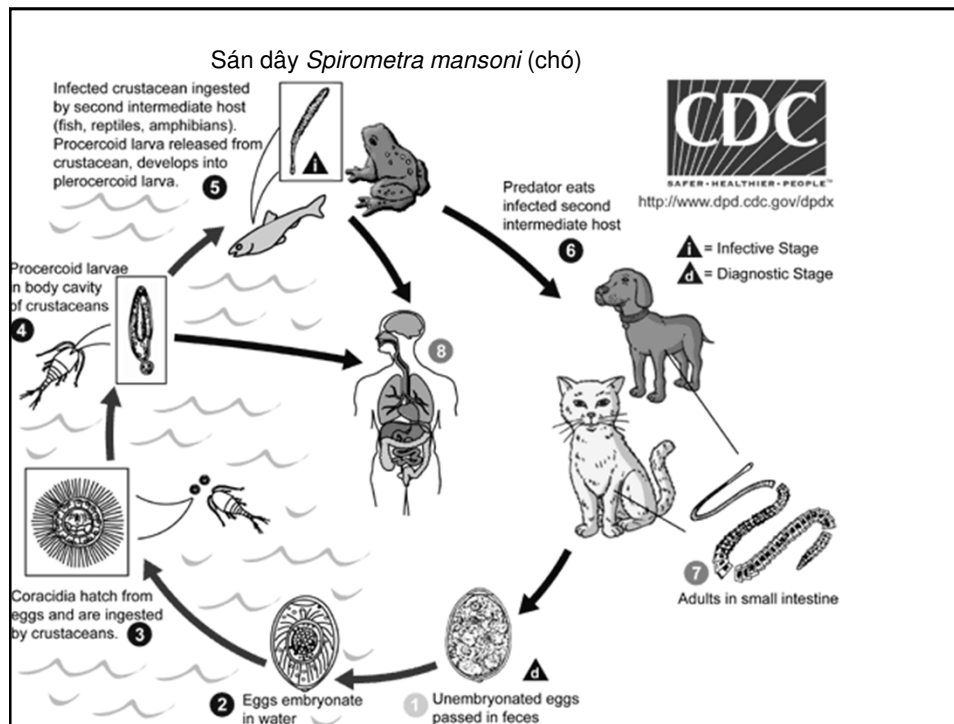 Sán dây Spirometra mansoni (chó)
Infected crustacean ingested
by second intermediate host
(fish, reptiles, amphibians).
Procercoid larva released from
crustacean, develops into
plerocercoid larva.
5
i
CDC
SAFER·HEALTHIER·PEOPLE™
http://www.dpd.cdc.gov/dpdx
i = Infective Stage
d = Diagnostic Stage
Predator eats
infected second
intermediate host
6
Procercoid larvae
in body cavity
of crustaceans
4
8
7
Adults in small intestine
Coracidia hatch from
eggs and are ingested
by crustaceans. 3
2 Eggs embryonate
in water
d
1 Unembryonated eggs
passed in feces